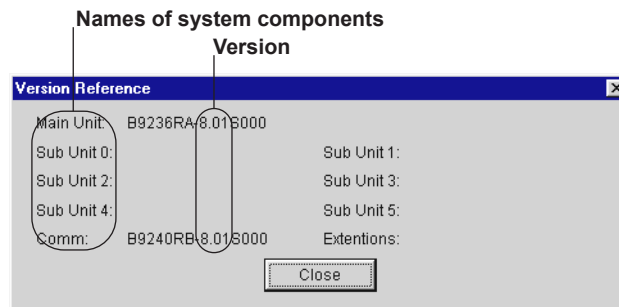 Names of system components
Version
Version Reference
Main Unit: B9236RA-8.01S000
Sub Unit 0: Sub Unit 1:
Sub Unit 2: Sub Unit 3:
Sub Unit 4: Sub Unit 5:
Comm: B9240RB-8.01S000 Extentions:
Close